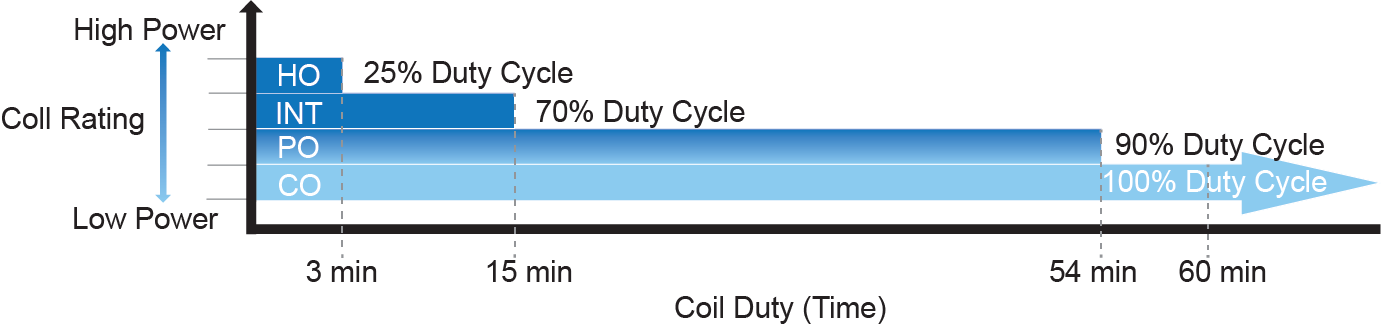 High Power
HO 25% Duty Cycle
Coll Rating
INT 70% Duty Cycle
PO 90% Duty Cycle
CO 100% Duty Cycle
Low Power
3 min 15 min 54 min 60 min
Coil Duty (Time)